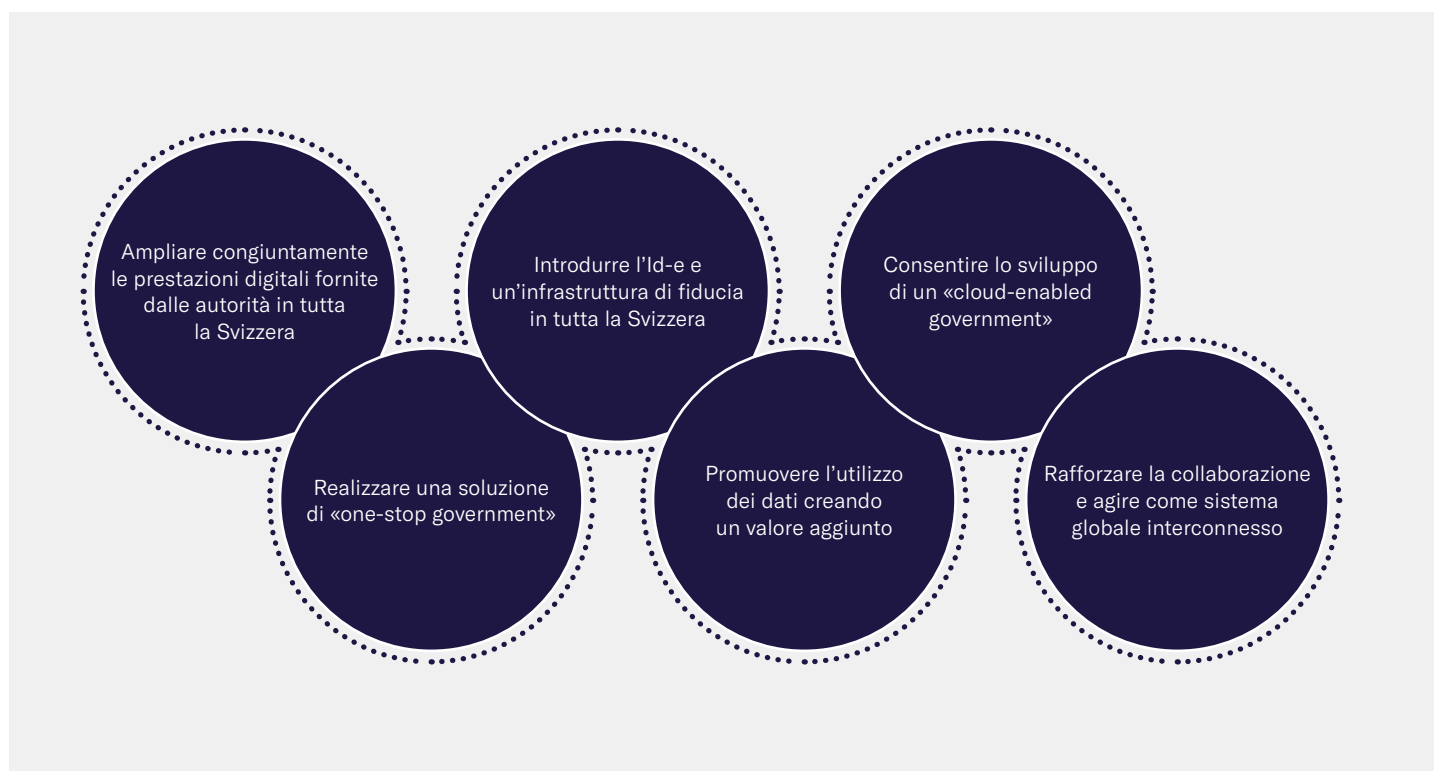 Ampliare congiuntamente
le prestazioni digitali fornite
dalle autorità in tutta
la Svizzera
Realizzare una soluzione
di «one-stop government»
Introdurre l’Id-e e
un’infrastruttura di fiducia
in tutta la Svizzera
Promuovere l’utilizzo
dei dati creando
un valore aggiunto
Consentire lo sviluppo
di un «cloud-enabled
government»
Rafforzare la collaborazione
e agire come sistema
globale interconnesso